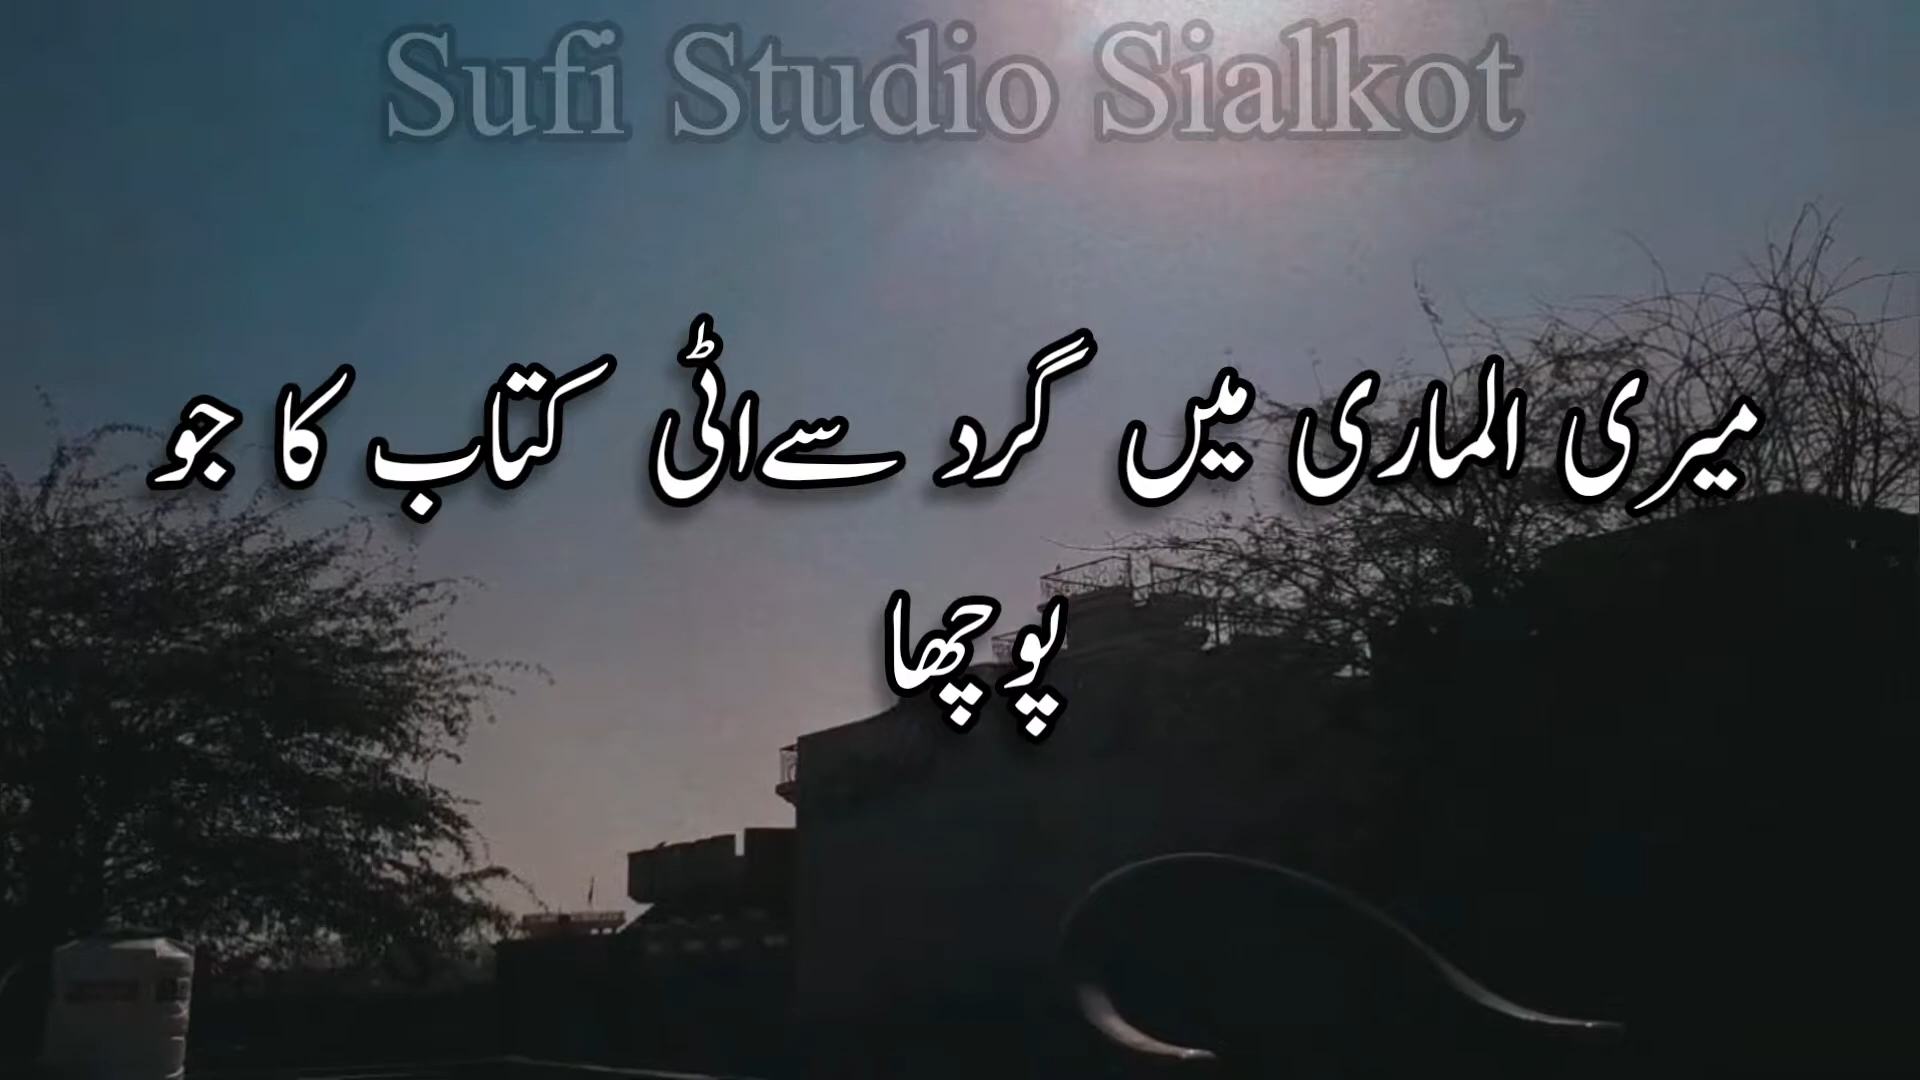 Sufi Studio Sialkot
میری الماری میں گرد سے اٹی کتاب کا جو
پوچھا